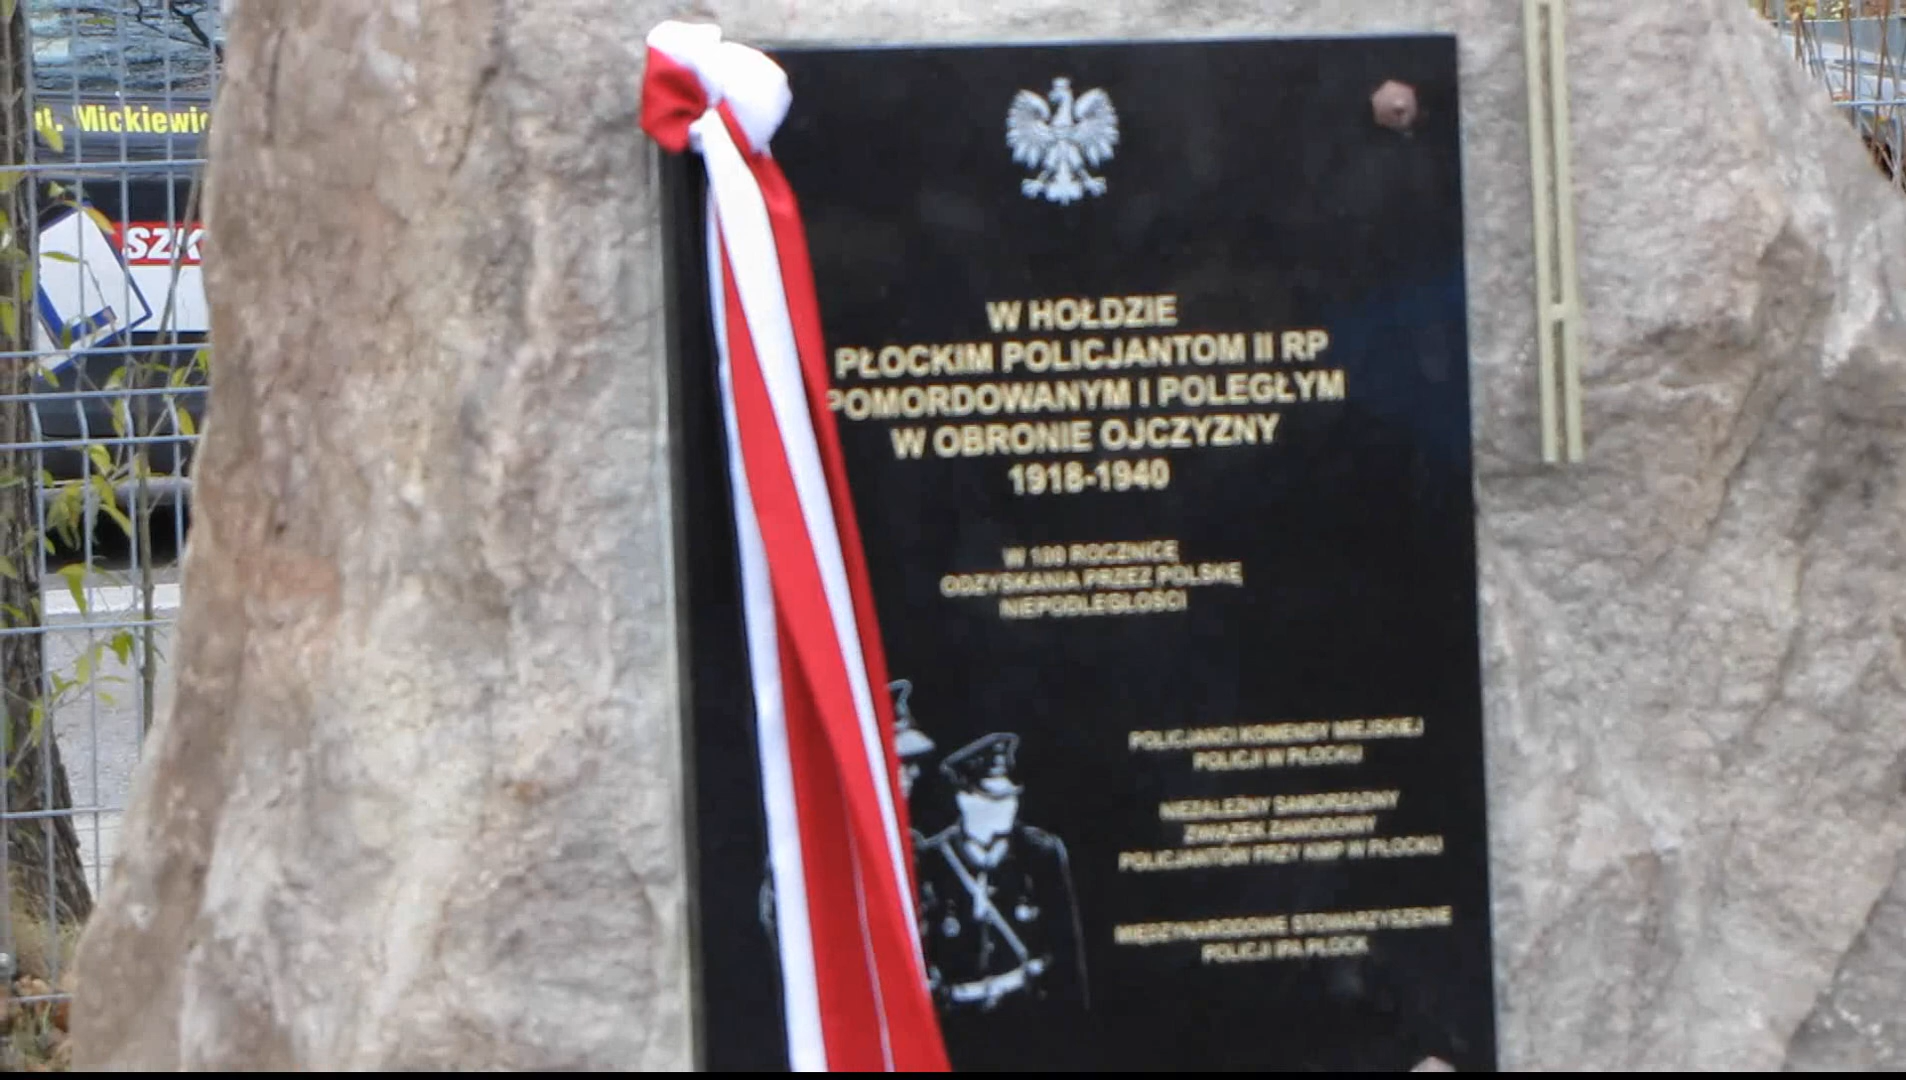 ul. Mickiewic
SZK
L
W HOŁDZIE
PŁOCKIM POLICJANTOM II RP
POMORDOWANYM I POLEGŁYM
W OBRONIE OJCZYZNY
1918-1940
W 100 ROCZNICĘ
ODZYSKANIA PRZEZ POLSKĘ
NIEPODLEGŁOŚCI
POLICJANCI KOMENDY MIEJSKIEJ
POLICJI W PŁOCKU
NIEZALEŻNY SAMORZĄDNY
ZWIĄZEK ZAWODOWY
POLICJANTÓW PRZY KMP W PŁOCKU
MIĘDZYNARODOWE STOWARZYSZENIE
POLICJI IPA PŁOCK